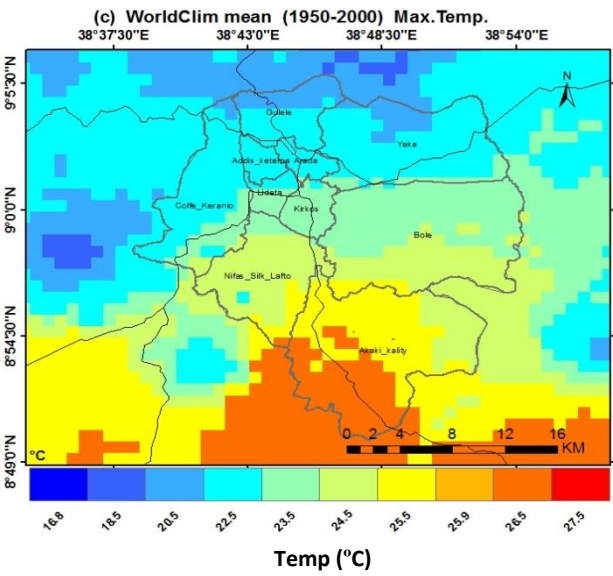 (c) WorldClim mean (1950-2000) Max.Temp.
38°37'30"E 38°43'0"E 38°48'30"E 38°54'0"E
9°5'30"N
9°0'0"N
8°54'30"N
8°49'0"N
N
Gulele
Yeka
Addis_ketema Arada
Lideta
Colfe_Keranio
Kirkos
Bole
Nifas_Silk_Lafto
Akaki_kality
0 2 4 8 12 16
KM
°C
16.8 18.5 20.5 22.5 23.5 24.5 25.5 25.9 26.5 27.5
Temp (°C)